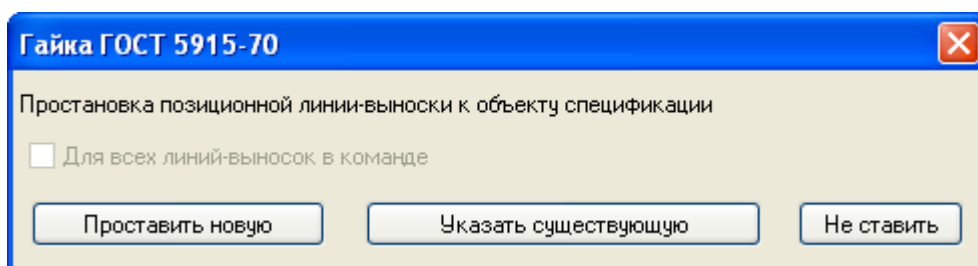 Гайка ГОСТ 5915-70
Простановка позиционной линии-выноски к объекту спецификации
Для всех линий-выносок в команде
Проставить новую Указать существующую Не ставить